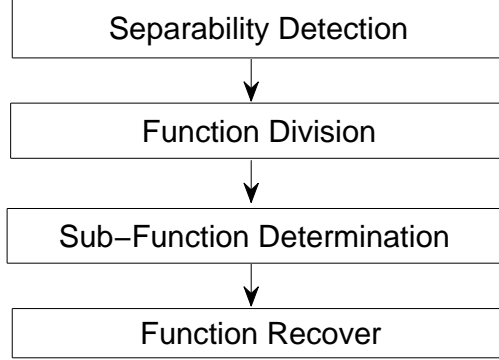 Separability Detection
Function Division
Sub−Function Determination
Function Recover